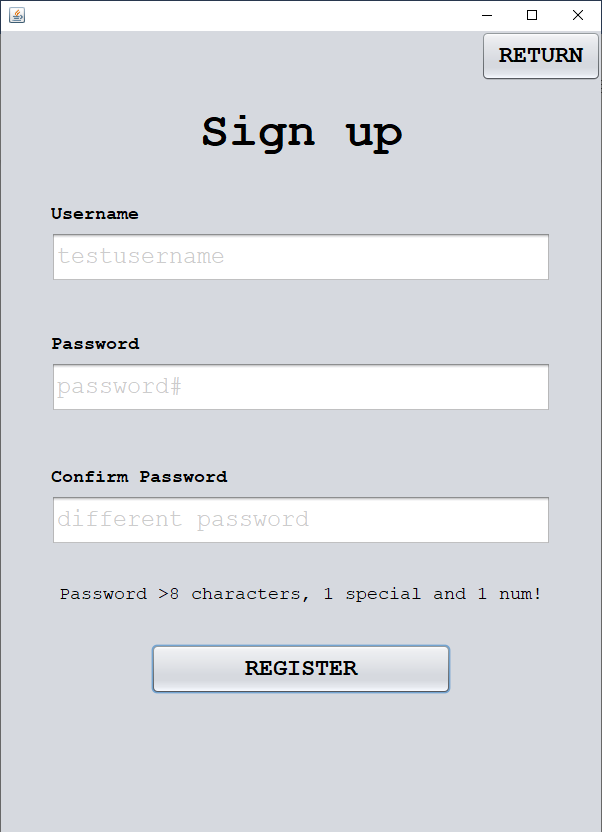 RETURN
Sign up
Username
testusername
Password
password#
Confirm Password
different password
Password >8 characters, 1 special and 1 num!
REGISTER